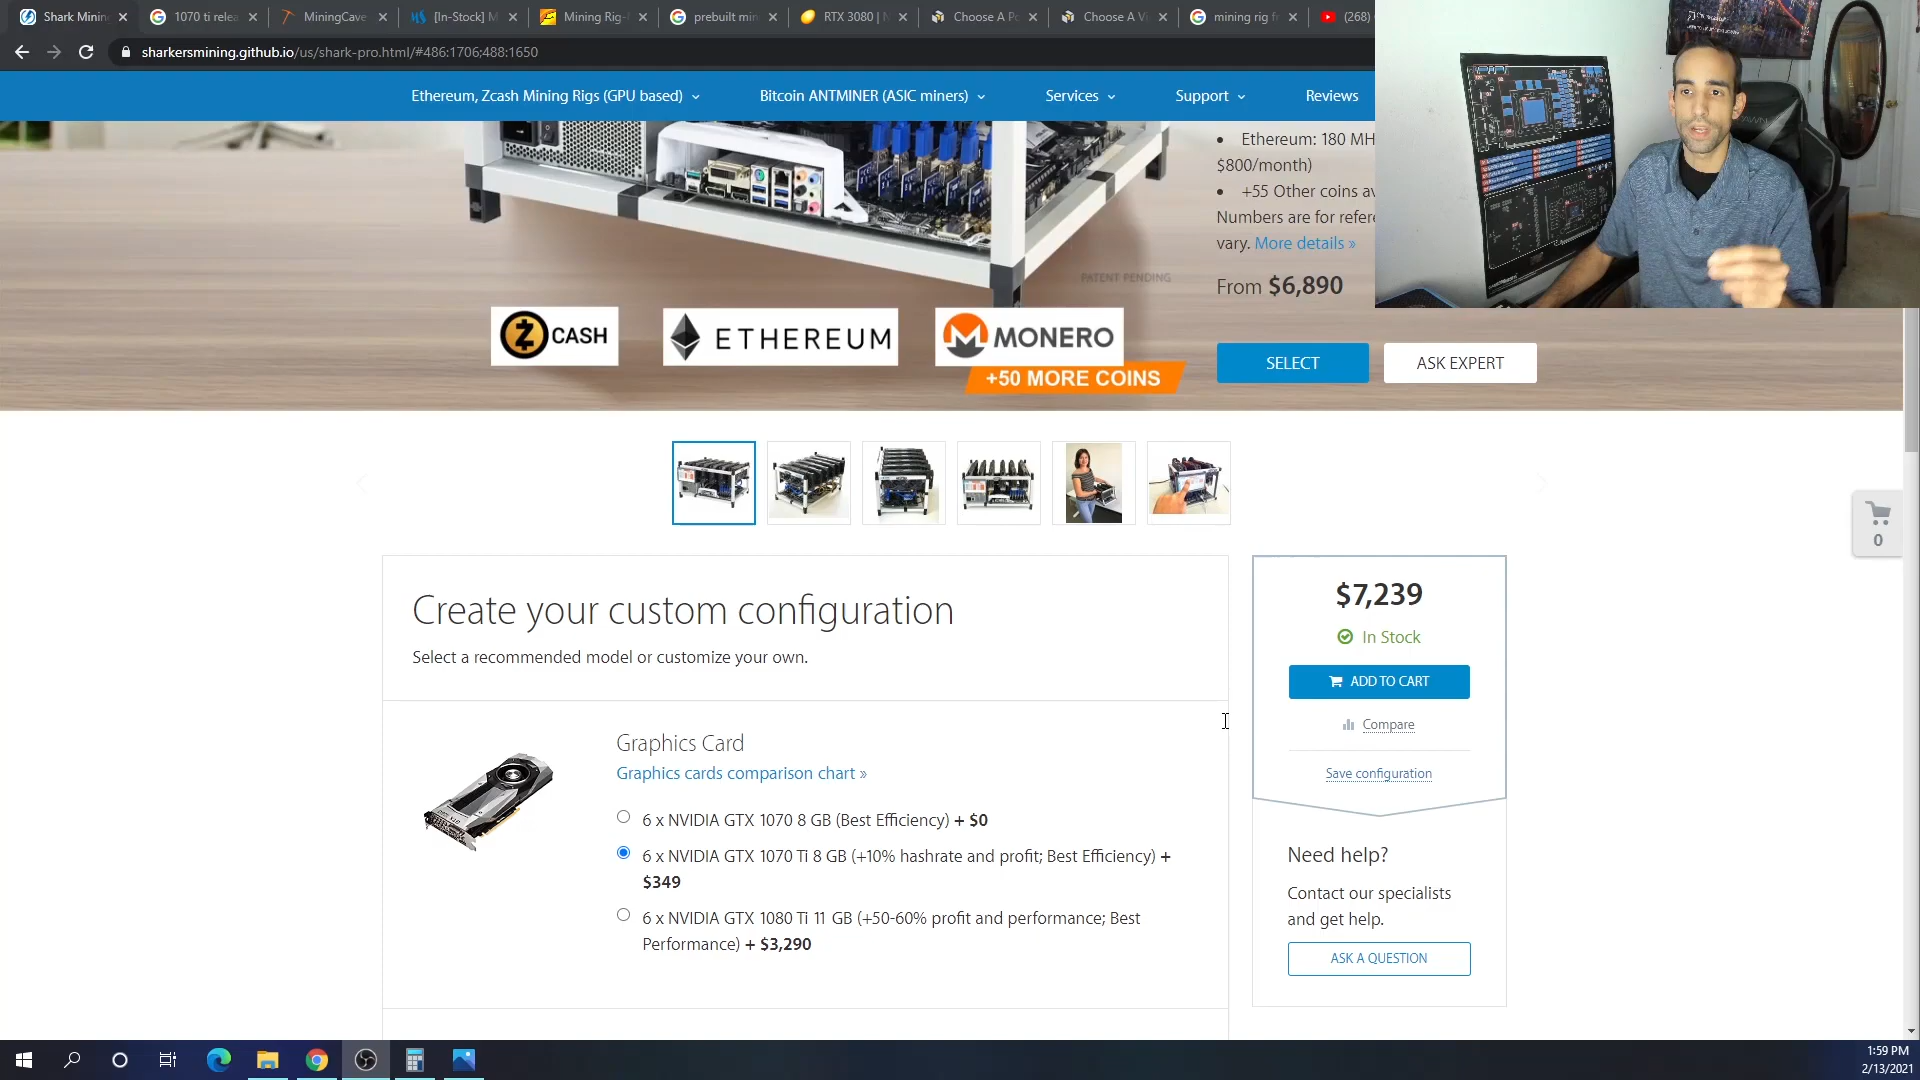 Shark Minin
1070 ti relea
MiningCave
[In-Stock] M
Mining Rig-
prebuilt min
RTX 3080 | N
Choose A Po
Choose A Vi
mining rig fr
(268)
sharkersmining.github.io/us/shark-pro.html/#486:1706;488:1650
Ethereum, Zcash Mining Rigs (GPU based)
Bitcoin ANTMINER (ASIC miners)
Services
Support
Reviews
Ethereum: 180 MH
$800/month)
+55 Other coins av
Numbers are for refere
vary. More details »
PATENT PENDING
From $6,890
ZCASH
ETHEREUM
MONERO
+50 MORE COINS
SELECT
ASK EXPERT
0
Create your custom configuration
Select a recommended model or customize your own.
$7,239
In Stock
ADD TO CART
Compare
Save configuration
Graphics Card
Graphics cards comparison chart »
6 x NVIDIA GTX 1070 8 GB (Best Efficiency) + $0
6 x NVIDIA GTX 1070 Ti 8 GB (+10% hashrate and profit; Best Efficiency) +
$349
6 x NVIDIA GTX 1080 Ti 11 GB (+50-60% profit and performance; Best
Performance) + $3,290
Need help?
Contact our specialists
and get help.
ASK A QUESTION
1:59 PM
2/13/2021